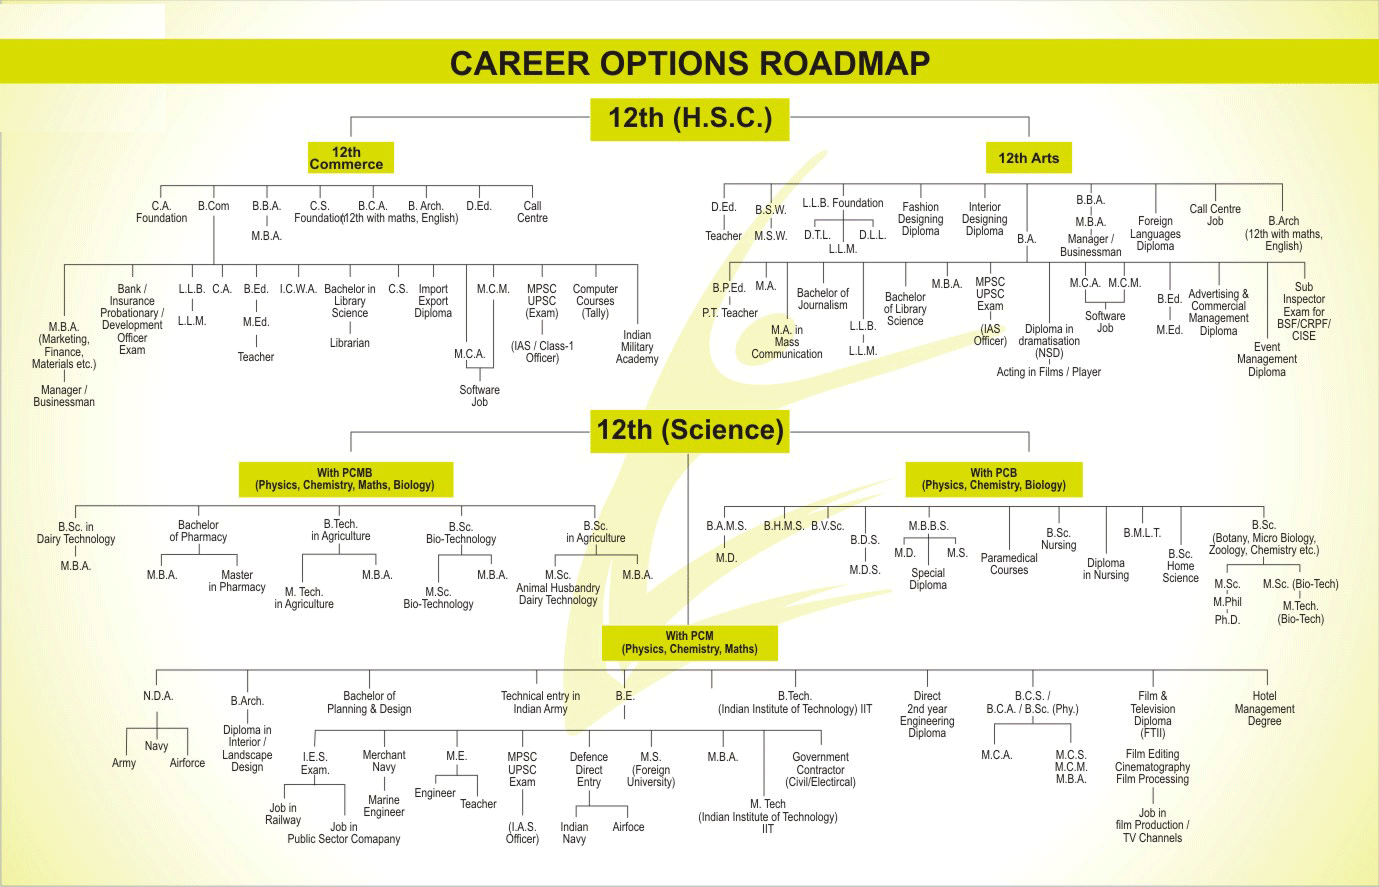 CAREER OPTIONS ROADMAP
12th (H.S.C.)
12th
Commerce
12th Arts
C.A.
Foundation
B.Com
B.B.A.
M.B.A.
C.S.
Foundation
B.C.A.
(12th with maths, English)
B. Arch.
D.Ed.
Call
Centre
M.B.A.
(Marketing,
Finance,
Materials etc.)
Manager /
Businessman
Bank /
Insurance
Probationary /
Development
Officer
Exam
L.L.B.
L.L.M.
C.A.
B.Ed.
M.Ed.
Teacher
I.C.W.A.
Bachelor in
Library
Science
Librarian
C.S.
Import
Export
Diploma
M.C.A.
M.C.M.
Software
Job
MPSC
UPSC
(Exam)
(IAS / Class-1
Officer)
Computer
Courses
(Tally)
Indian
Military
Academy
D.Ed.
Teacher
B.S.W.
M.S.W.
L.L.B. Foundation
D.T.L.
D.L.L.
L.L.M.
Fashion
Designing
Diploma
Interior
Designing
Diploma
B.A.
B.B.A.
M.B.A.
Manager /
Businessman
Foreign
Languages
Diploma
Call Centre
Job
B.Arch
(12th with maths,
English)
B.P.Ed.
P.T. Teacher
M.A.
M.A. in
Mass
Communication
Bachelor of
Journalism
L.L.B.
L.L.M.
Bachelor
of Library
Science
M.B.A.
MPSC
UPSC
Exam
(IAS
Officer)
Diploma in
dramatisation
(NSD)
Acting in Films / Player
M.C.A.
M.C.M.
Software
Job
B.Ed.
M.Ed.
Advertising &
Commercial
Management
Diploma
Event
Management
Diploma
Sub
Inspector
Exam for
BSF/CRPF/
CISE
12th (Science)
With PCMB
(Physics, Chemistry, Maths, Biology)
With PCB
(Physics, Chemistry, Biology)
B.Sc. in
Dairy Technology
M.B.A.
Bachelor
of Pharmacy
M.B.A.
Master
in Pharmacy
B.Tech.
in Agriculture
M. Tech.
in Agriculture
M.B.A.
B.Sc.
Bio-Technology
M.Sc.
Bio-Technology
M.B.A.
B.Sc.
in Agriculture
M.Sc.
Animal Husbandry
Dairy Technology
M.B.A.
B.A.M.S.
M.D.
B.H.M.S.
B.V.Sc.
B.D.S.
M.D.S.
M.B.B.S.
M.D.
M.S.
Special
Diploma
Paramedical
Courses
B.Sc.
Nursing
Diploma
in Nursing
B.M.L.T.
B.Sc.
Home
Science
B.Sc.
(Botany, Micro Biology,
Zoology, Chemistry etc.)
M.Sc.
M.Phil
Ph.D.
M.Sc. (Bio-Tech)
M.Tech.
(Bio-Tech)
With PCM
(Physics, Chemistry, Maths)
N.D.A.
Army
Navy
Airforce
B.Arch.
Diploma in
Interior /
Landscape
Design
Bachelor of
Planning & Design
Technical entry in
Indian Army
B.E.
B.Tech.
(Indian Institute of Technology) IIT
Direct
2nd year
Engineering
Diploma
B.C.S. /
B.C.A. / B.Sc. (Phy.)
M.C.A.
M.C.S.
M.C.M.
M.B.A.
Film &
Television
Diploma
(FTII)
Film Editing
Cinematography
Film Processing
Job in
film Production /
TV Channels
Hotel
Management
Degree
I.E.S.
Exam.
Job in
Railway
Job in
Public Sector Comapany
Merchant
Navy
Marine
Engineer
M.E.
Engineer
Teacher
MPSC
UPSC
Exam
(I.A.S.
Officer)
Defence
Direct
Entry
Indian
Navy
Airfoce
M.S.
(Foreign
University)
M.B.A.
M. Tech
(Indian Institute of Technology)
IIT
Government
Contractor
(Civil/Electircal)